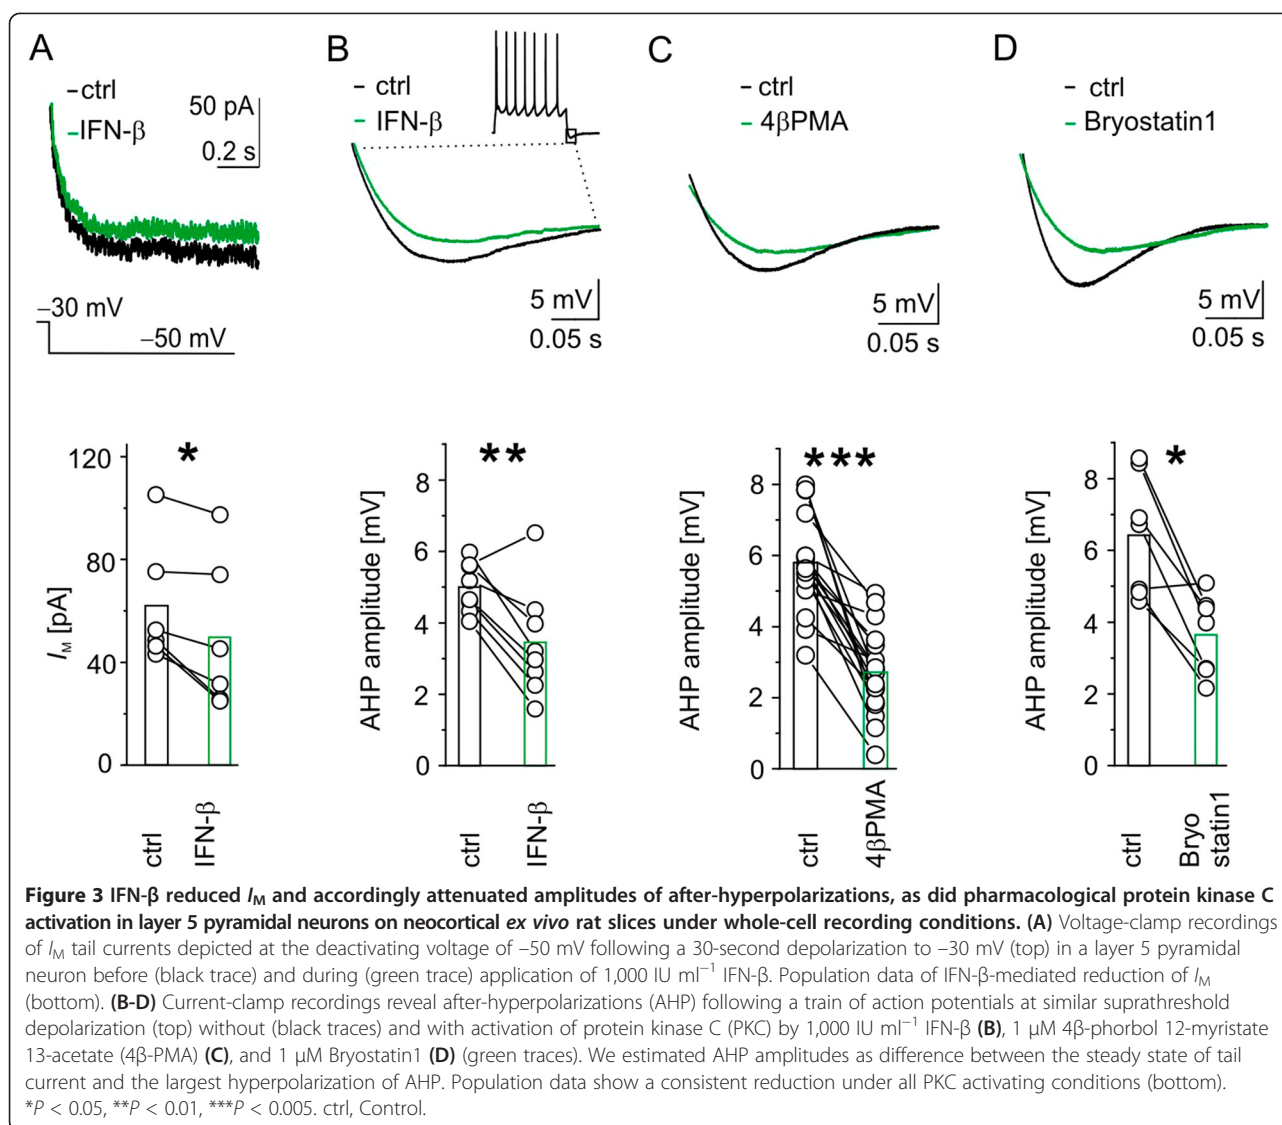 A
ctrl
IFN-β
50 pA
0.2 s
–30 mV
–50 mV
B
ctrl
IFN-β
5 mV
0.05 s
C
ctrl
4βPMA
5 mV
0.05 s
D
ctrl
Bryostatin1
5 mV
0.05 s
*
120
80
40
0
IM [pA]
ctrl
IFN-β
**
8
6
4
2
0
AHP amplitude [mV]
ctrl
IFN-β
***
8
6
4
2
0
AHP amplitude [mV]
ctrl
4βPMA
*
8
6
4
2
0
AHP amplitude [mV]
ctrl
Bryo
statin1
Figure 3 IFN-β reduced IM and accordingly attenuated amplitudes of after-hyperpolarizations, as did pharmacological protein kinase C
activation in layer 5 pyramidal neurons on neocortical ex vivo rat slices under whole-cell recording conditions. (A) Voltage-clamp recordings
of IM tail currents depicted at the deactivating voltage of –50 mV following a 30-second depolarization to –30 mV (top) in a layer 5 pyramidal
neuron before (black trace) and during (green trace) application of 1,000 IU ml⁻¹ IFN-β. Population data of IFN-β-mediated reduction of IM
(bottom). (B-D) Current-clamp recordings reveal after-hyperpolarizations (AHP) following a train of action potentials at similar suprathreshold
depolarization (top) without (black traces) and with activation of protein kinase C (PKC) by 1,000 IU ml⁻¹ IFN-β (B), 1 μM 4β-phorbol 12-myristate
13-acetate (4β-PMA) (C), and 1 μM Bryostatin1 (D) (green traces). We estimated AHP amplitudes as difference between the steady state of tail
current and the largest hyperpolarization of AHP. Population data show a consistent reduction under all PKC activating conditions (bottom).
*P < 0.05, **P < 0.01, ***P < 0.005. ctrl, Control.